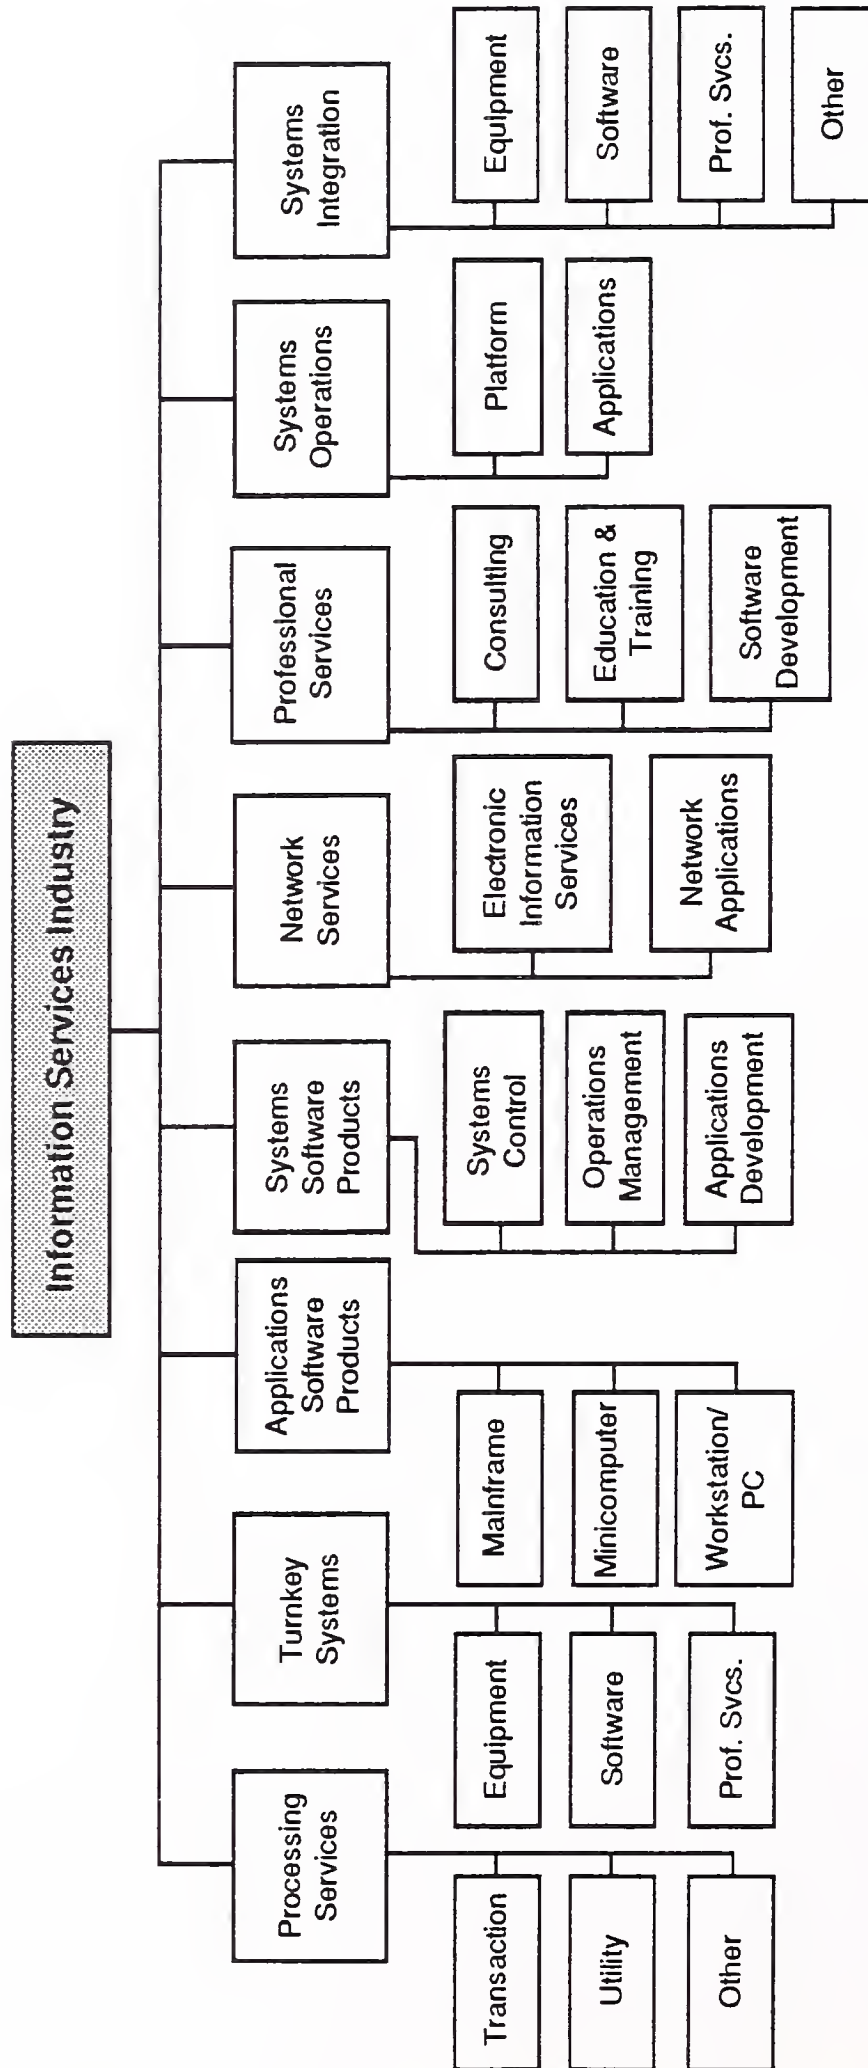 Information Services Industry
Processing
Services
Transaction
Utility
Other
Turnkey
Systems
Equipment
Software
Prof. Svcs.
Applications
Software
Products
Mainframe
Minicomputer
Workstation/
PC
Systems
Software
Products
Systems
Control
Operations
Management
Applications
Development
Network
Services
Electronic
Information
Services
Network
Applications
Professional
Services
Consulting
Education &
Training
Software
Development
Systems
Operations
Platform
Applications
Systems
Integration
Equipment
Software
Prof. Svcs.
Other